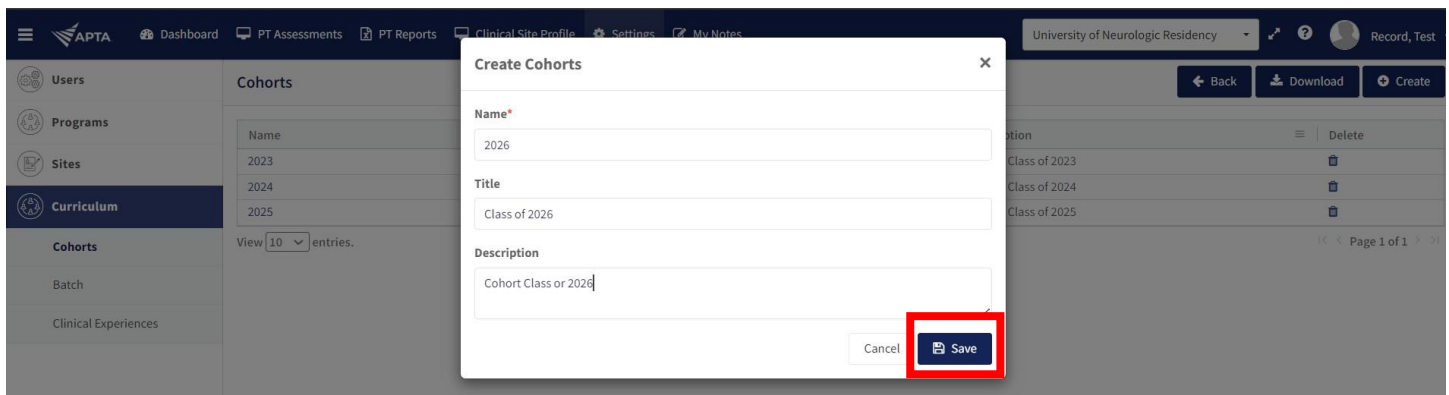 APTA Dashboard PT Assessments PT Reports Clinical Site Profile Settings My Notes University of Neurologic Residency Record, Test
Users
Programs
Sites
Curriculum
Cohorts
Batch
Clinical Experiences
Cohorts
Back Download Create
Name ption Delete
2023 Class of 2023
2024 Class of 2024
2025 Class of 2025
View 10 entries. Page 1 of 1
Create Cohorts ×
Name*
2026
Title
Class of 2026
Description
Cohort Class or 2026
Cancel Save